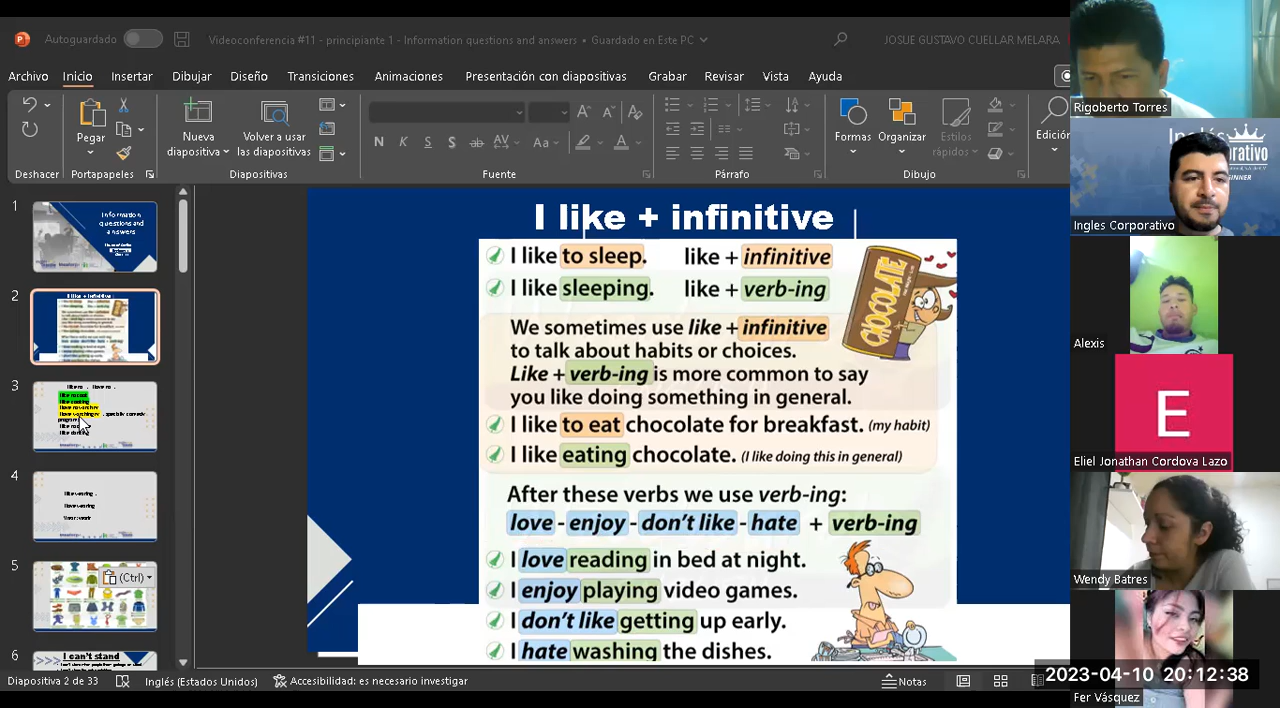 Autoguardado
Videoconferencia #11 - principiante 1 - Information questions and answers • Guardado en Este PC
JOSUE GUSTAVO CUELLAR MELARA
Archivo Inicio Insertar Dibujar Diseño Transiciones Animaciones Presentación con diapositivas Grabar Revisar Vista Ayuda
Pegar
Nueva diapositiva
Volver a usar las diapositivas
N K S S ab AV Aa A
Formas
Organizar
Estilos rápidos
Edición
Deshacer Portapapeles Diapositivas Fuente Párrafo Dibujo
1
Information
questions and
answers
2
3
4
5
(Ctrl)
6
I can't stand
I like + infinitive
I like to sleep. like + infinitive
I like sleeping. like + verb-ing
We sometimes use like + infinitive
to talk about habits or choices.
Like + verb-ing is more common to say
you like doing something in general.
I like to eat chocolate for breakfast. (my habit)
I like eating chocolate. (I like doing this in general)
After these verbs we use verb-ing:
love - enjoy - don't like - hate + verb-ing
I love reading in bed at night.
I enjoy playing video games.
I don't like getting up early.
I hate washing the dishes.
CHOCOLATE
Rigoberto Torres
Ingles Corporativo
Alexis
E
Eliel Jonathan Cordova Lazo
Wendy Batres
2023-04-10 20:12:38
Fer Vásquez
Diapositiva 2 de 33 Inglés (Estados Unidos) Accesibilidad: es necesario investigar Notas